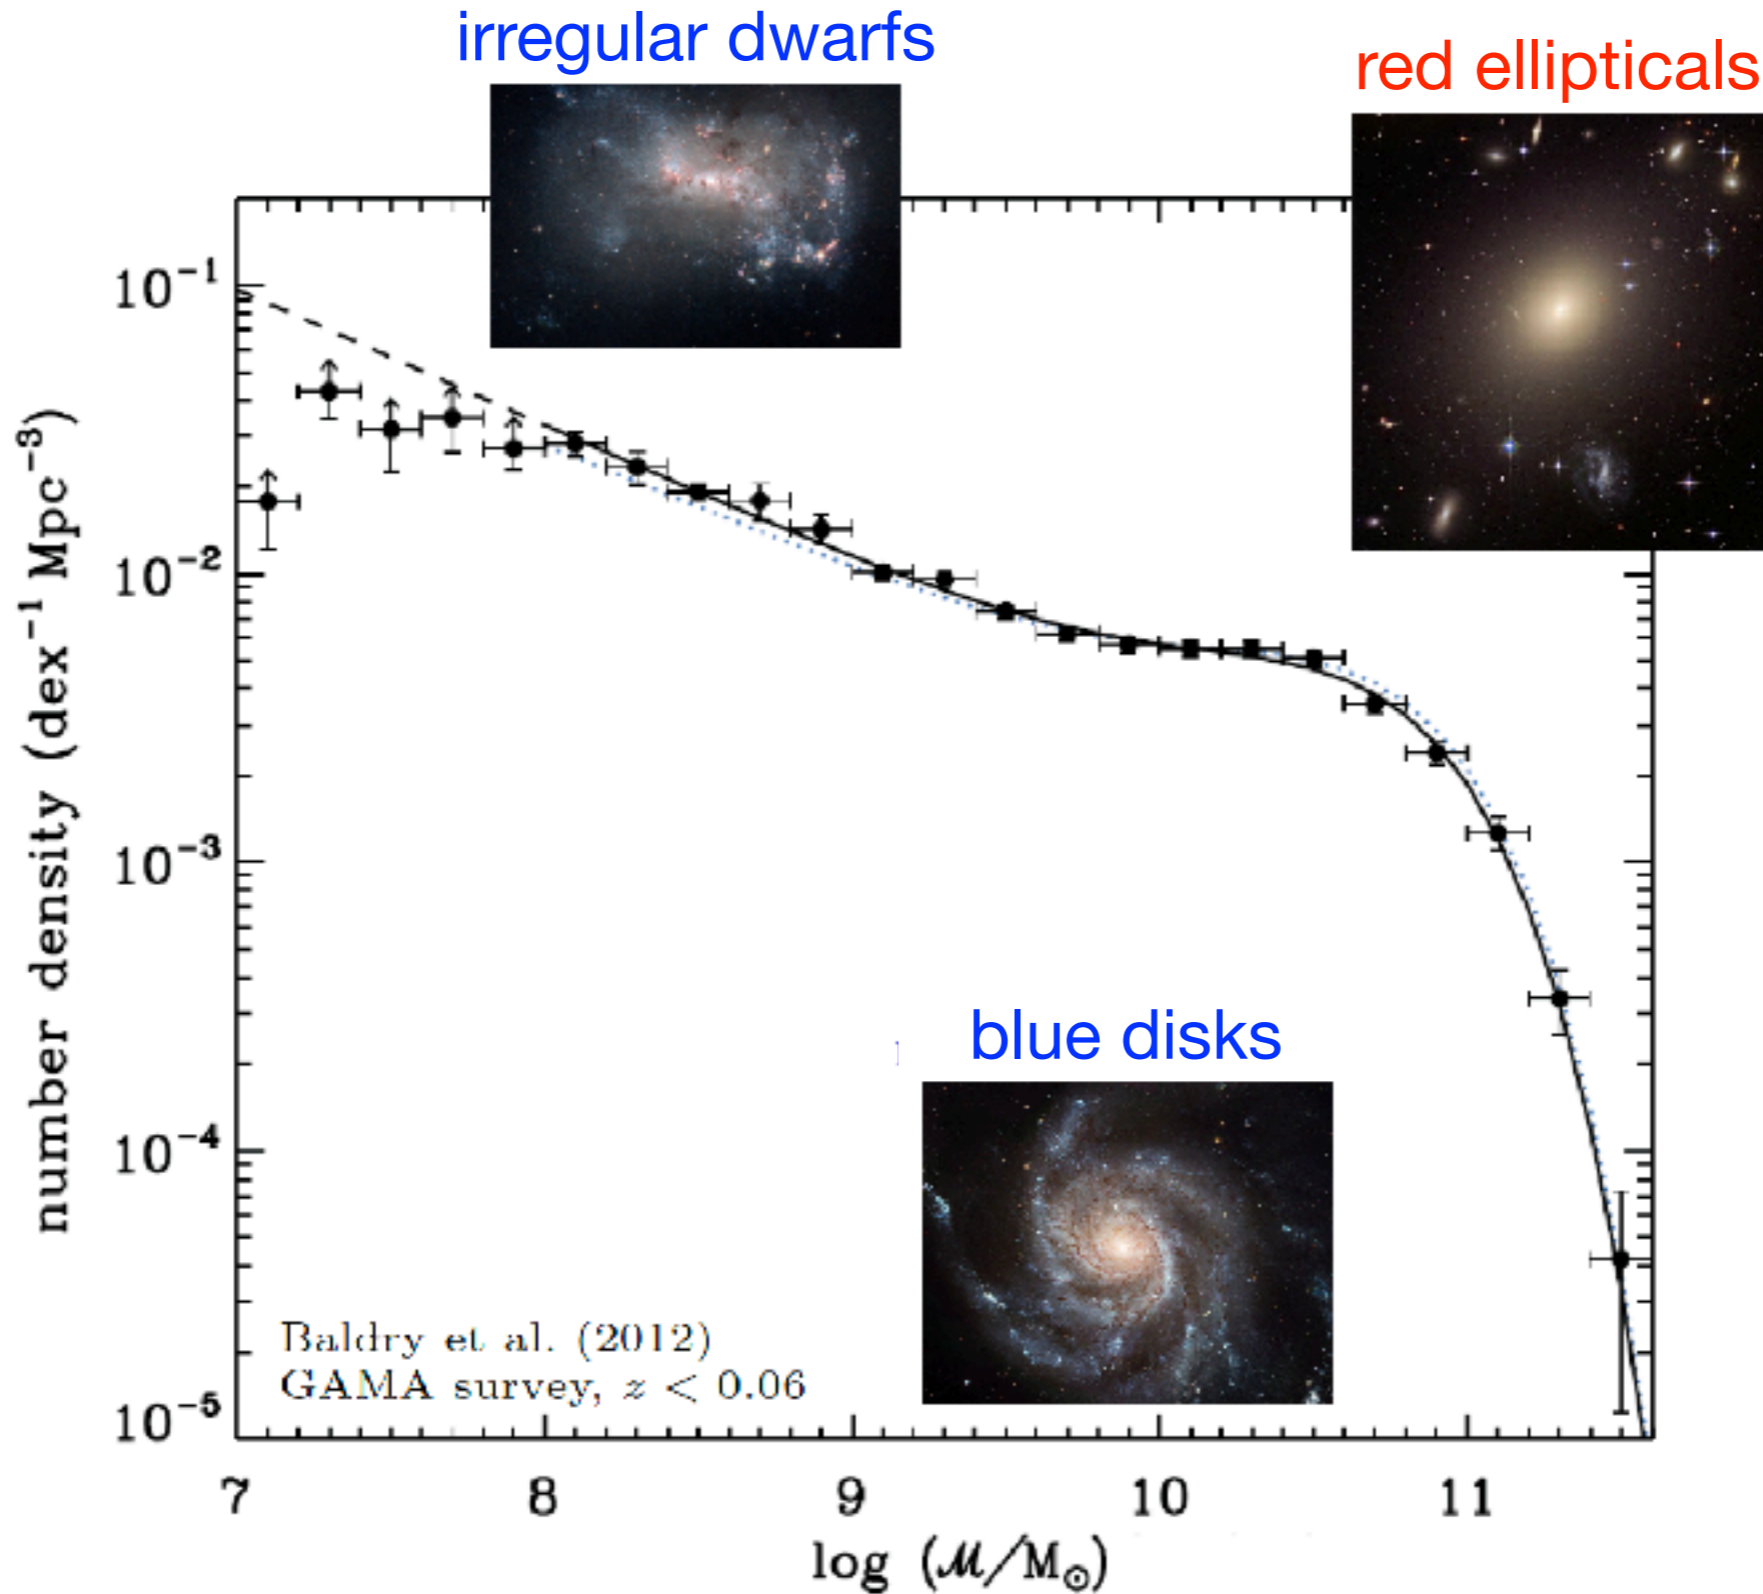 irregular dwarfs
red ellipticals
10⁻¹
10⁻²
10⁻³
10⁻⁴
10⁻⁵
number density (dex⁻¹ Mpc⁻³)
blue disks
Baldry et al. (2012)
GAMA survey, z < 0.06
7 8 9 10 11
log (ℳ/M⊙)